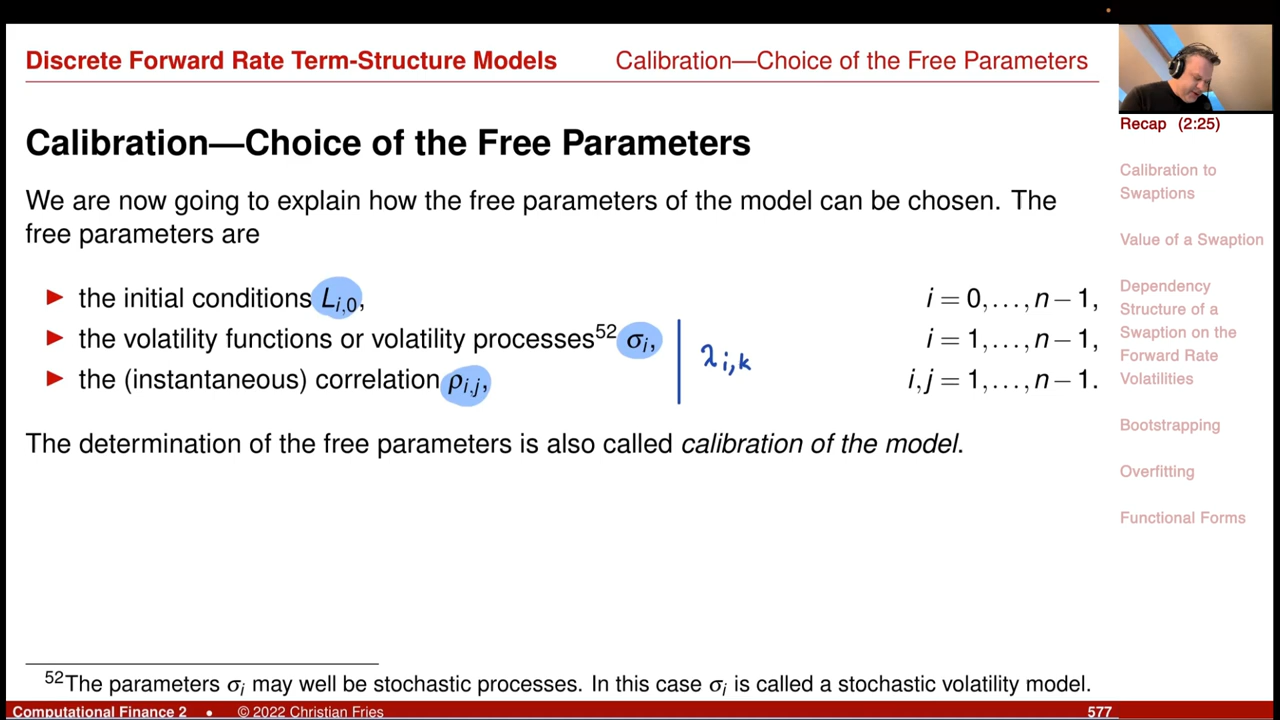 Discrete Forward Rate Term-Structure Models Calibration—Choice of the Free Parameters
Calibration—Choice of the Free Parameters
We are now going to explain how the free parameters of the model can be chosen. The
free parameters are
▶ the initial conditions L_{i,0}, i = 0,…,n−1,
▶ the volatility functions or volatility processes^{52} σ_i, i = 1,…,n−1,
λ_{i,k}
▶ the (instantaneous) correlation ρ_{i,j}, i,j = 1,…,n−1.
The determination of the free parameters is also called calibration of the model.
^{52}The parameters σ_i may well be stochastic processes. In this case σ_i is called a stochastic volatility model.
Computational Finance 2 • © 2022 Christian Fries 577
Recap (2:25)
Calibration to
Swaptions
Value of a Swaption
Dependency
Structure of a
Swaption on the
Forward Rate
Volatilities
Bootstrapping
Overfitting
Functional Forms